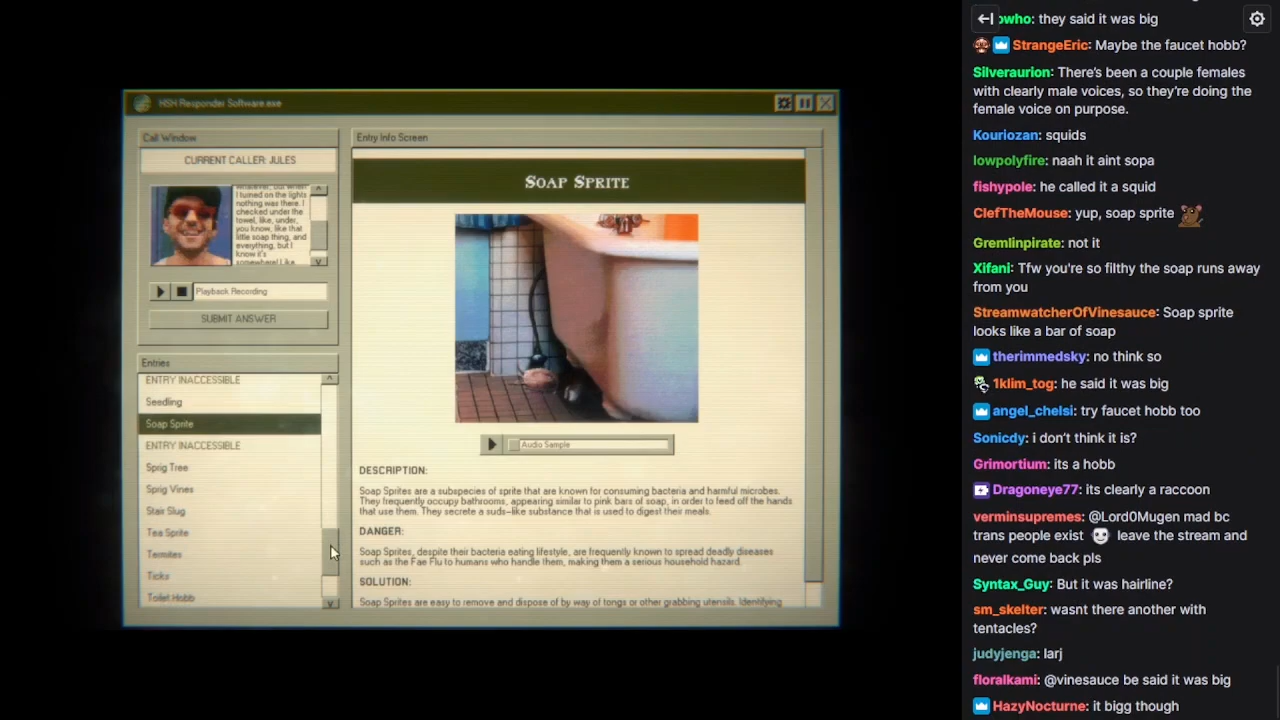 NSH Responder Software.exe
Call Window
CURRENT CALLER: JULES
whatever, but when
I turned on the lights
nothing was there. I
checked under the
towel, like, under,
you know, like that
little soap thing, and
everything, but I
know it's
somewhere! Like
Playback Recording
SUBMIT ANSWER
Entries
ENTRY INACCESSIBLE
Seedling
Soap Sprite
ENTRY INACCESSIBLE
Sprig Tree
Sprig Vines
Stair Slug
Tea Sprite
Termites
Ticks
Toilet Hobb
Entry Info Screen
SOAP SPRITE
Audio Sample
DESCRIPTION:
Soap Sprites are a subspecies of sprite that are known for consuming bacteria and harmful microbes.
They frequently occupy bathrooms, appearing similar to pink bars of soap, in order to feed off the hands
that use them. They secrete a suds-like substance that is used to digest their meals.
DANGER:
Soap Sprites, despite their bacteria eating lifestyle, are frequently known to spread deadly diseases
such as the Fae Flu to humans who handle them, making them a serious household hazard.
SOLUTION:
Soap Sprites are easy to remove and dispose of by way of tongs or other grabbing utensils. Identifying
owho: they said it was big
StrangeEric: Maybe the faucet hobb?
Silveraurion: There's been a couple females
with clearly male voices, so they're doing the
female voice on purpose.
Kouriozan: squids
lowpolyfire: naah it aint sopa
fishypole: he called it a squid
ClefTheMouse: yup, soap sprite
Gremlinpirate: not it
Xifani: Tfw you're so filthy the soap runs away
from you
StreamwatcherOfVinesauce: Soap sprite
looks like a bar of soap
therimmedsky: no think so
1klim_tog: he said it was big
angel_chelsi: try faucet hobb too
Sonicdy: i don't think it is?
Grimortium: its a hobb
Dragoneye77: its clearly a raccoon
verminsupremes: @Lord0Mugen mad bc
trans people exist leave the stream and
never come back pls
Syntax_Guy: But it was hairline?
sm_skelter: wasnt there another with
tentacles?
judyjenga: larj
floralkami: @vinesauce be said it was big
HazyNocturne: it bigg though